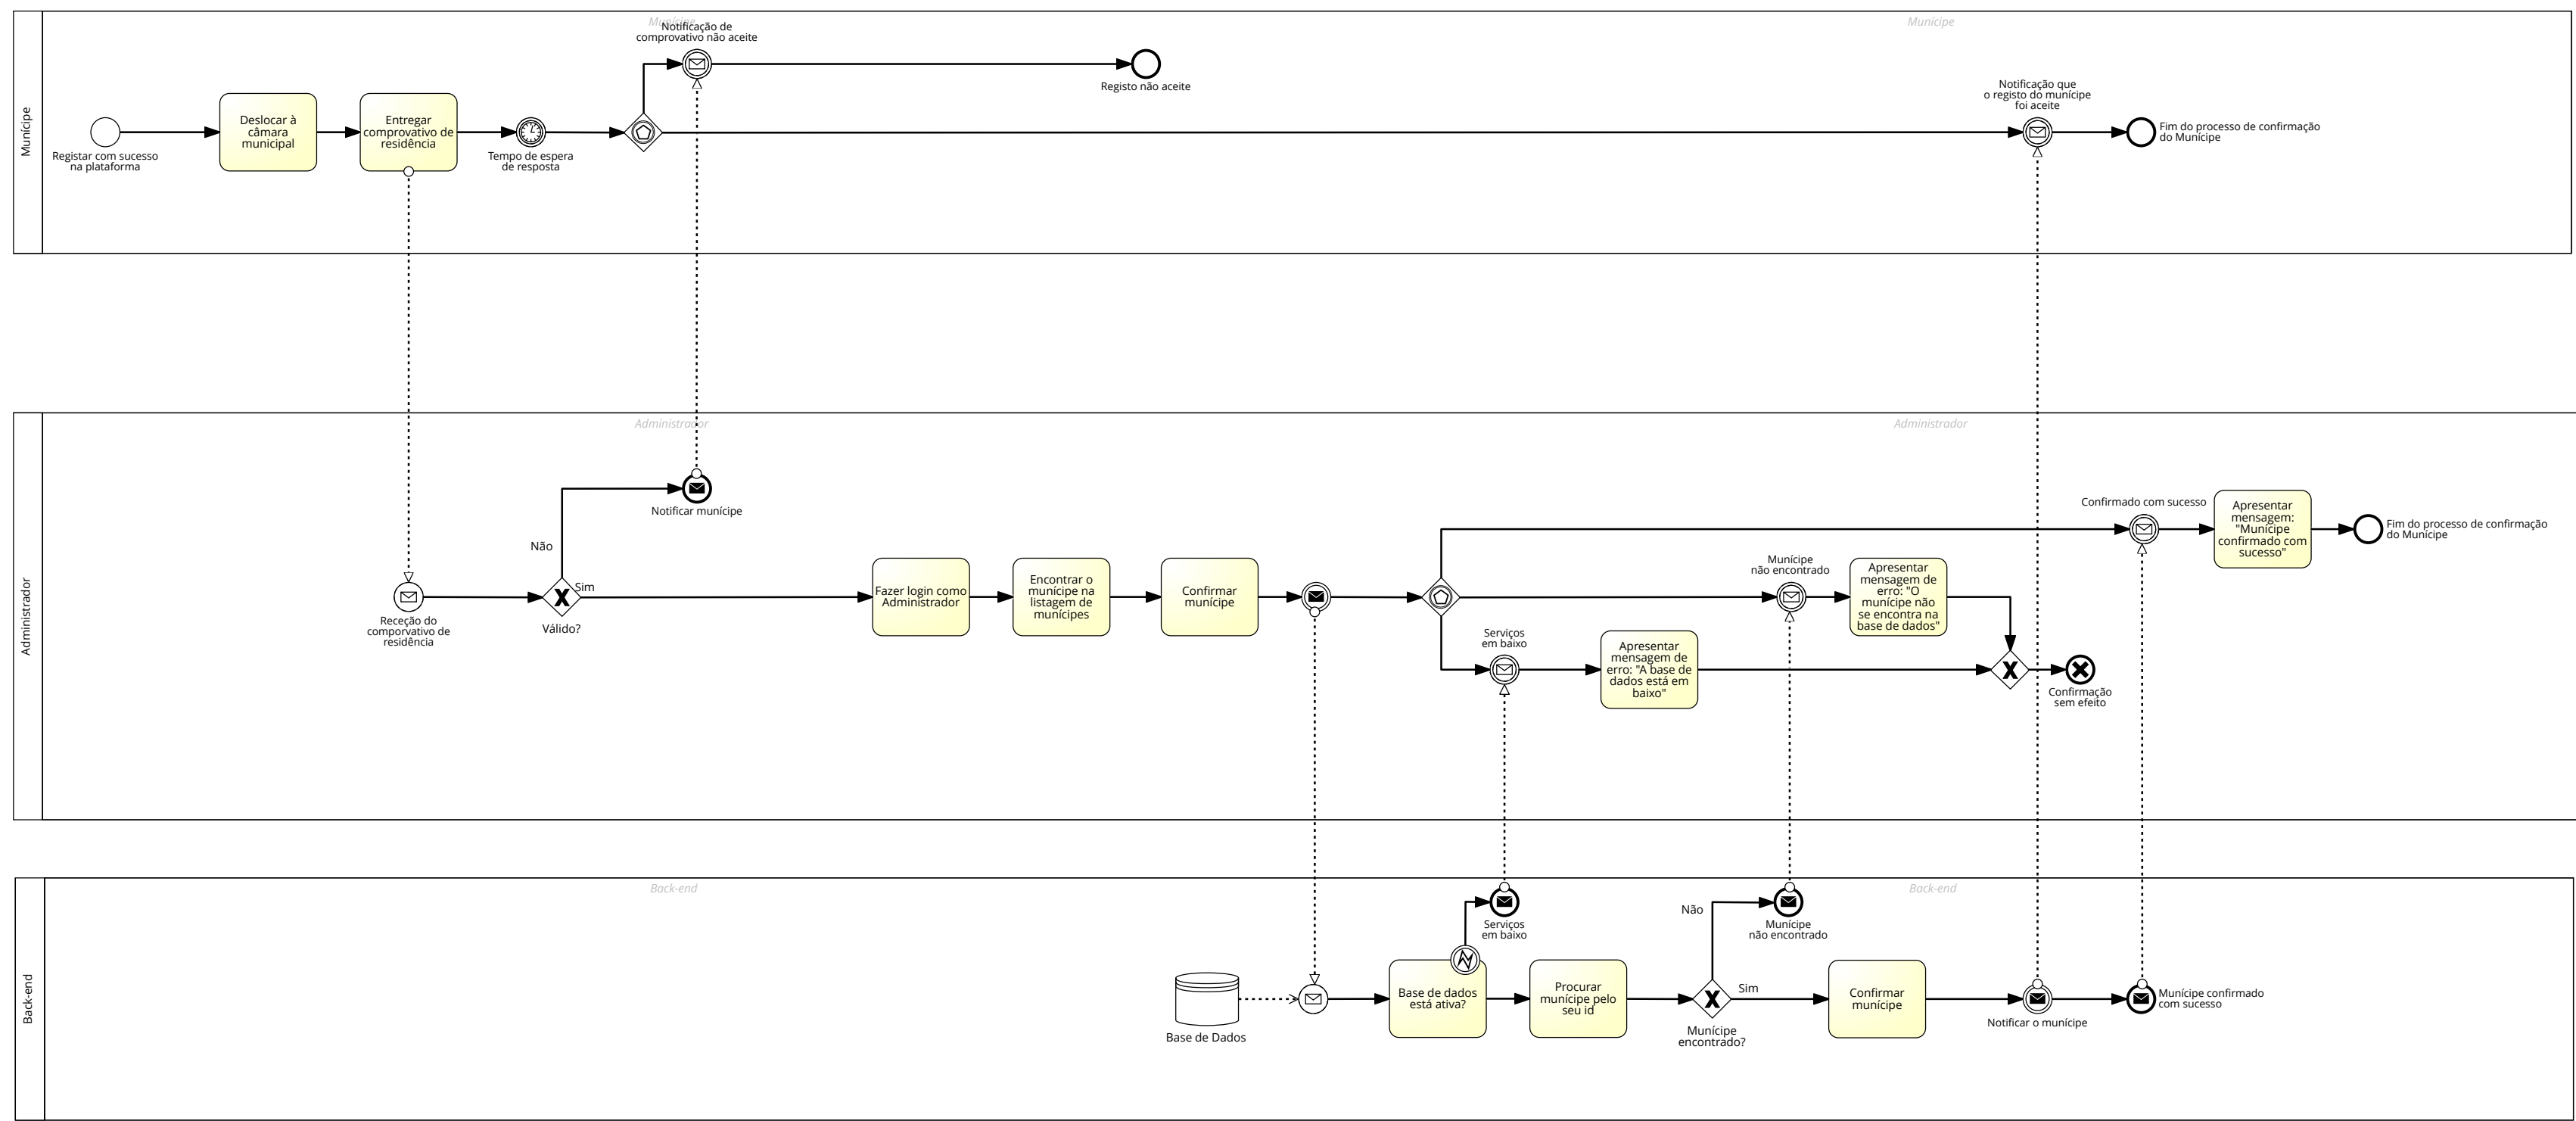 Munícipe
Munícipe
Munícipe
Notificação de
comprovativo não aceite
Registo não aceite
Notificação que
o registo do munícipe
foi aceite
Registar com sucesso
na plataforma
Deslocar à
câmara
municipal
Entregar
comprovativo de
residência
Tempo de espera
de resposta
Fim do processo de confirmação
do Munícipe
Administrador
Administrador
Administrador
Notificar munícipe
Não
Sim
Válido?
Receção do
comporvativo de
residência
Fazer login como
Administrador
Encontrar o
munícipe na
listagem de
munícipes
Confirmar
munícipe
Confirmado com sucesso
Apresentar
mensagem:
"Munícipe
confirmado com
sucesso"
Fim do processo de confirmação
do Munícipe
Munícipe
não encontrado
Apresentar
mensagem de
erro: "O
munícipe não
se encontra na
base de dados"
Serviços
em baixo
Apresentar
mensagem de
erro: "A base de
dados está em
baixo"
Confirmação
sem efeito
Back-end
Back-end
Back-end
Serviços
em baixo
Não
Munícipe
não encontrado
Base de Dados
Base de dados
está ativa?
Procurar
munícipe pelo
seu id
Sim
Munícipe
encontrado?
Confirmar
munícipe
Notificar o munícipe
Munícipe confirmado
com sucesso